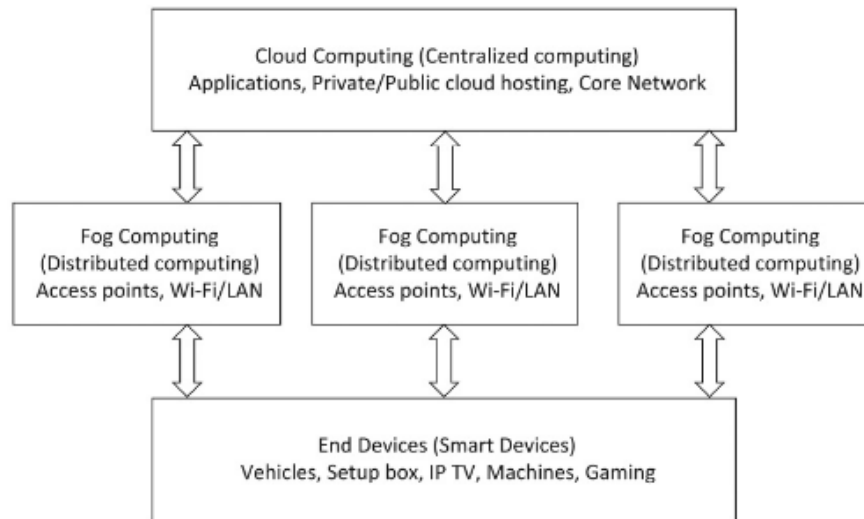 Cloud Computing (Centralized computing)
Applications, Private/Public cloud hosting, Core Network
Fog Computing
(Distributed computing)
Access points, Wi-Fi/LAN
Fog Computing
(Distributed computing)
Access points, Wi-Fi/LAN
Fog Computing
(Distributed computing)
Access points, Wi-Fi/LAN
End Devices (Smart Devices)
Vehicles, Setup box, IP TV, Machines, Gaming